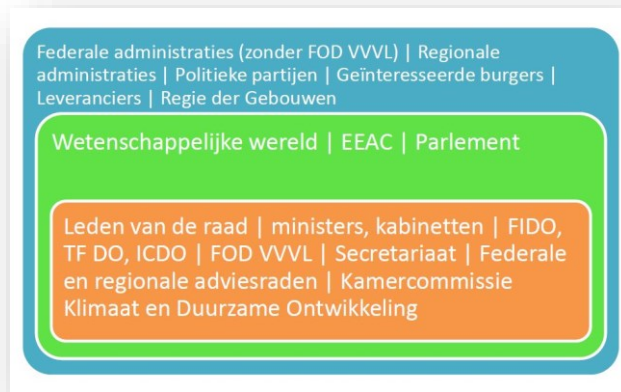 Federale administraties (zonder FOD VVVL) | Regionale
administraties | Politieke partijen | Geïnteresseerde burgers |
Leveranciers | Regie der Gebouwen
Wetenschappelijke wereld | EEAC | Parlement
Leden van de raad | ministers, kabinetten | FIDO,
TF DO, ICDO | FOD VVVL | Secretariaat | Federale
en regionale adviesraden | Kamercommissie
Klimaat en Duurzame Ontwikkeling